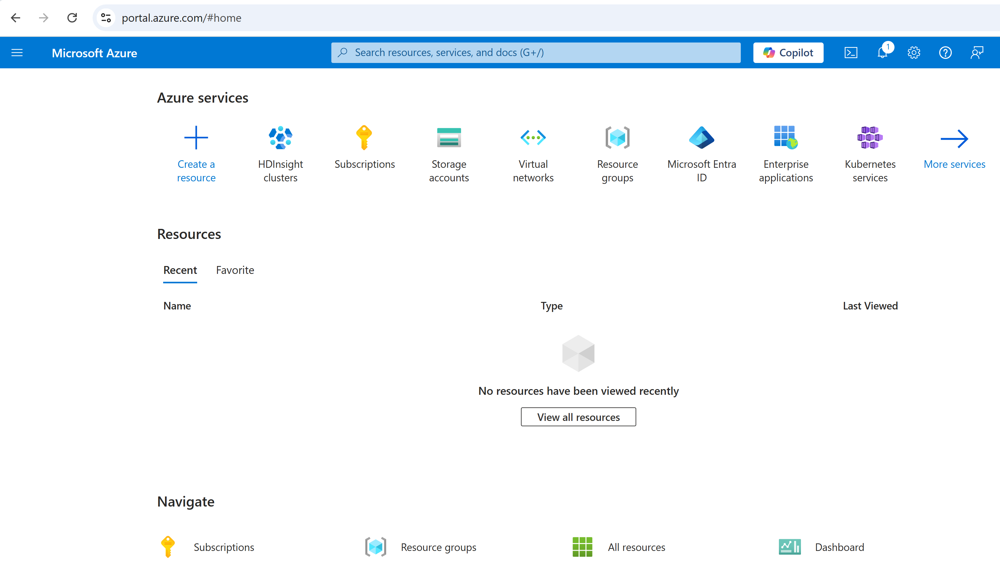 portal.azure.com/#home
Microsoft Azure
Search resources, services, and docs (G+/)
Copilot
1
Azure services
Create a
resource
HDInsight
clusters
Subscriptions
Storage
accounts
Virtual
networks
Resource
groups
Microsoft Entra
ID
Enterprise
applications
Kubernetes
services
More services
Resources
Recent
Favorite
Name
Type
Last Viewed
No resources have been viewed recently
View all resources
Navigate
Subscriptions
Resource groups
All resources
Dashboard